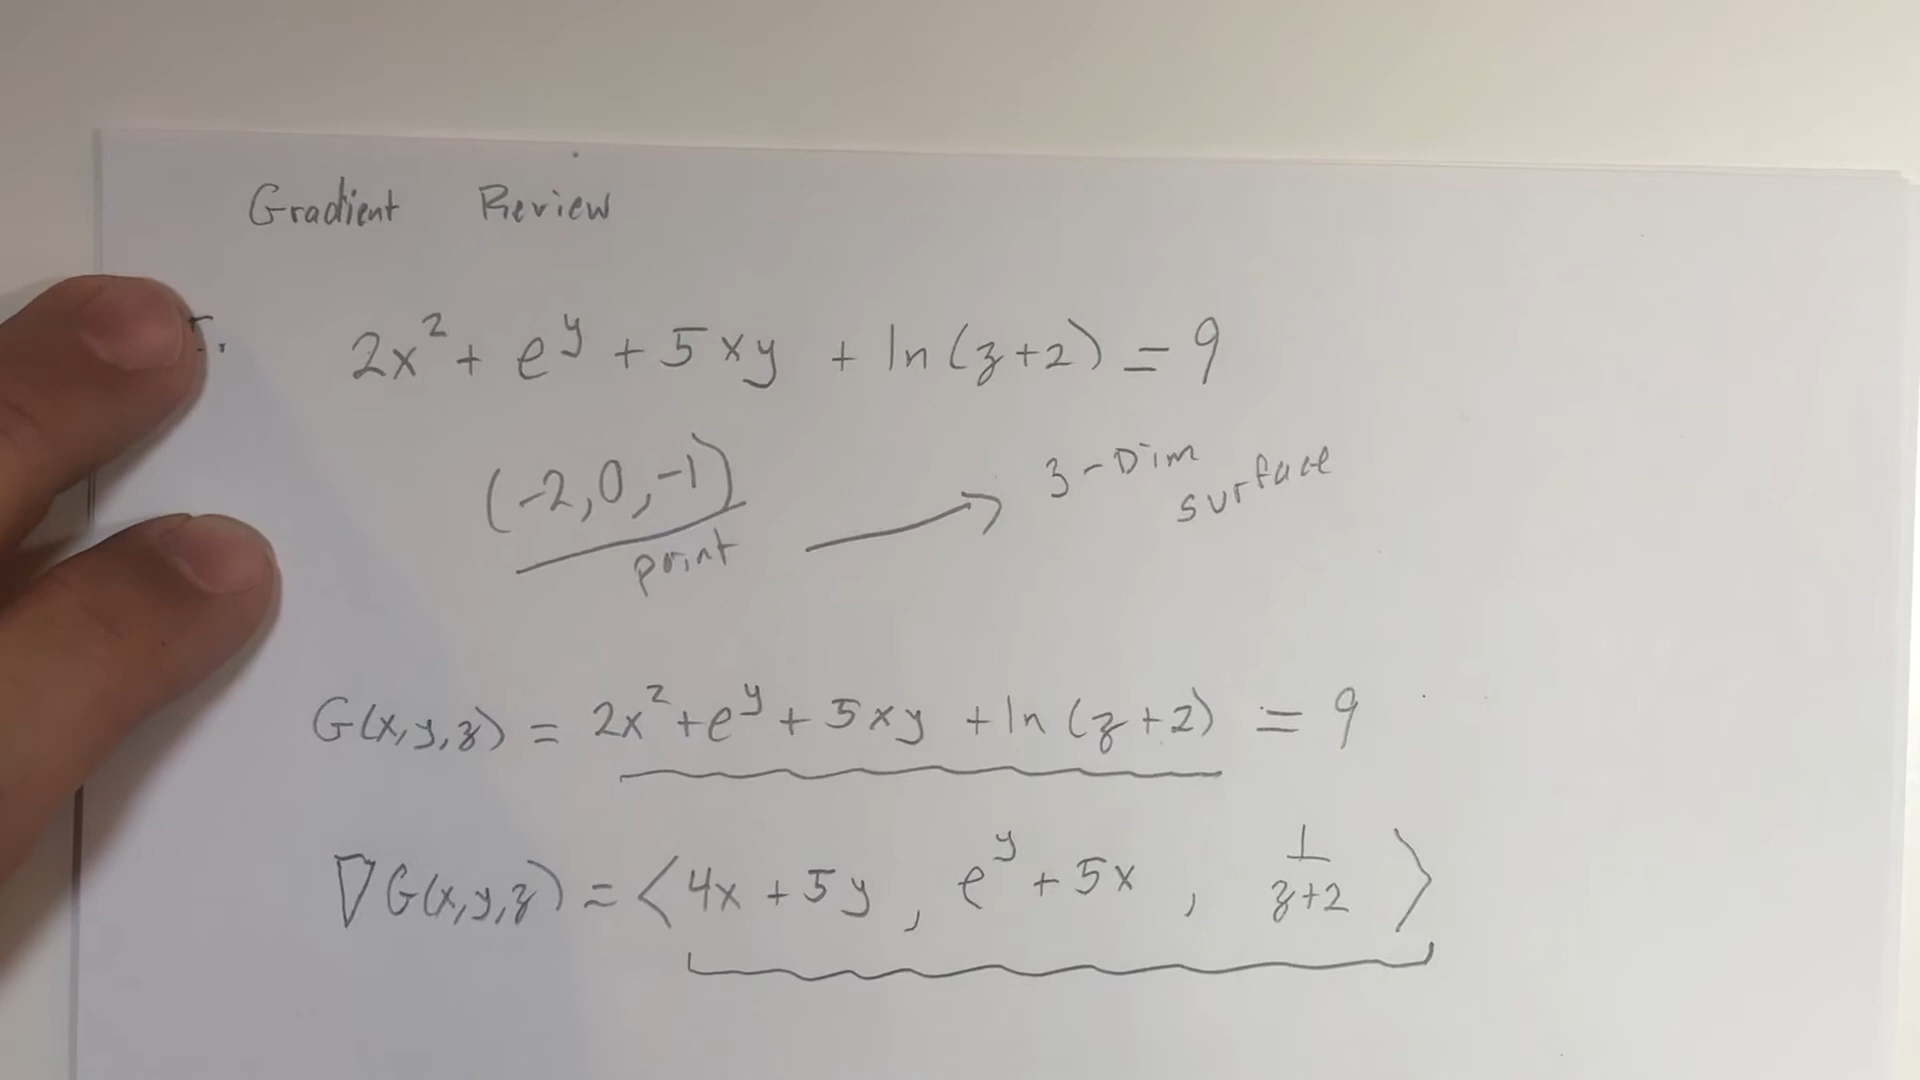 Gradient Review
2x² + e^y + 5xy + ln(z+2) = 9
(-2,0,-1)
point
3-Dim
surface
G(x,y,z) = 2x² + e^y + 5xy + ln(z+2) = 9
∇G(x,y,z) = ⟨4x + 5y, e^y + 5x, 1/(z+2)⟩